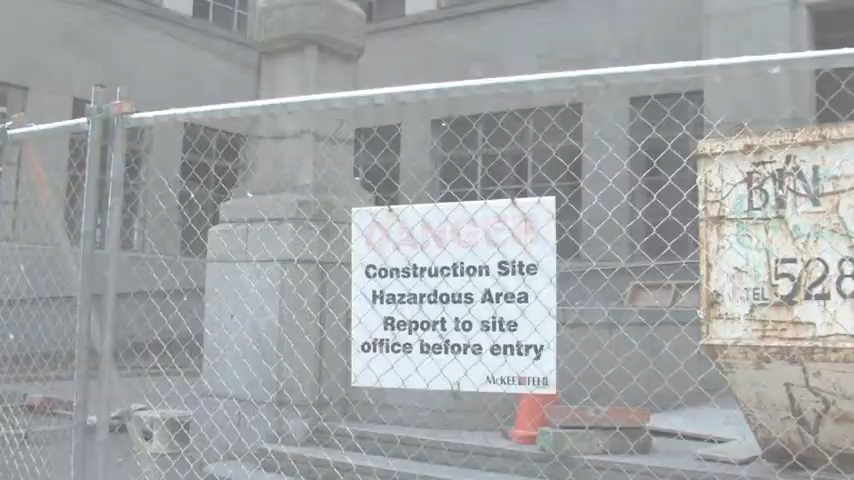 DANGER
Construction Site
Hazardous Area
Report to site
office before entry
McKEE FEHL
BIN
TEL 528